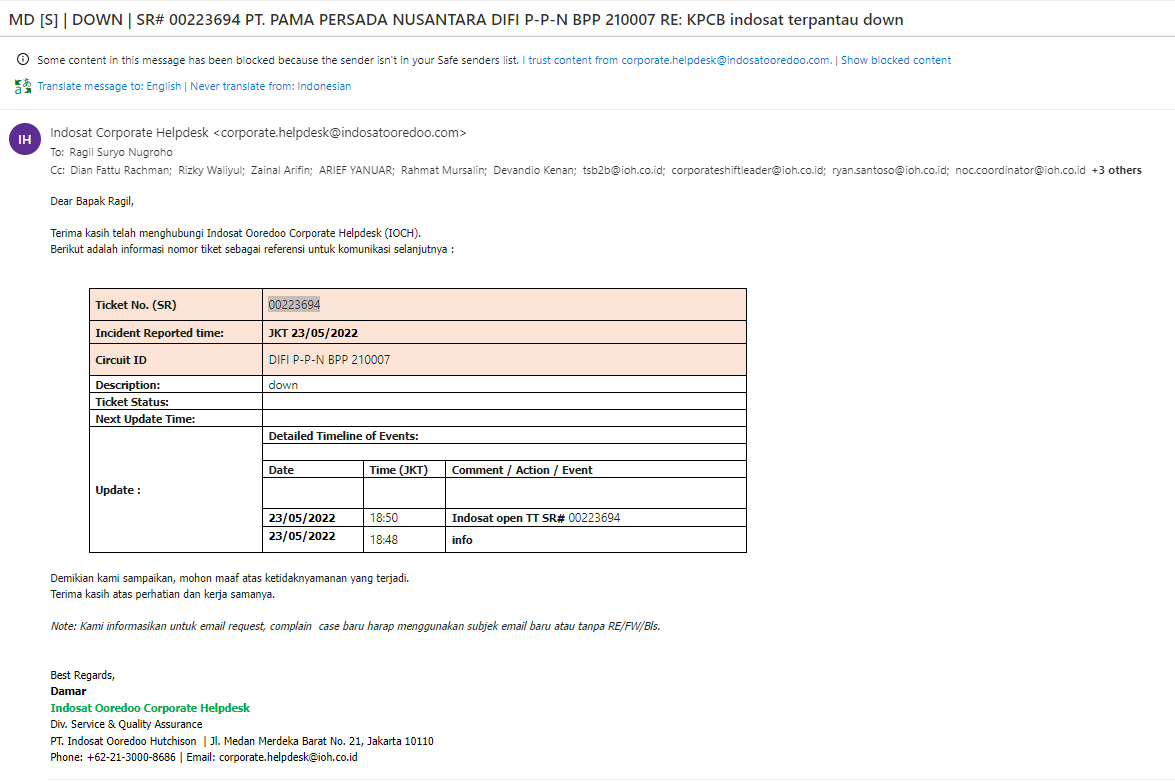 MD [S] | DOWN | SR# 00223694 PT. PAMA PERSADA NUSANTARA DIFI P-P-N BPP 210007 RE: KPCB indosat terpantau down
Some content in this message has been blocked because the sender isn't in your Safe senders list. I trust content from corporate.helpdesk@indosatooredoo.com. | Show blocked content
Translate message to: English | Never translate from: Indonesian
IH
Indosat Corporate Helpdesk <corporate.helpdesk@indosatooredoo.com>
To: Ragil Suryo Nugroho
Cc: Dian Fattu Rachman; Rizky Waliyul; Zainal Arifin; ARIEF YANUAR; Rahmat Mursalin; Devandio Kenan; tsb2b@ioh.co.id; corporateshiftleader@ioh.co.id; ryan.santoso@ioh.co.id; noc.coordinator@ioh.co.id +3 others
Dear Bapak Ragil,
Terima kasih telah menghubungi Indosat Ooredoo Corporate Helpdesk (IOCH).
Berikut adalah informasi nomor tiket sebagai referensi untuk komunikasi selanjutnya :
Ticket No. (SR) 00223694
Incident Reported time: JKT 23/05/2022
Circuit ID DIFI P-P-N BPP 210007
Description: down
Ticket Status:
Next Update Time:
Update :
Detailed Timeline of Events:
Date Time (JKT) Comment / Action / Event
23/05/2022 18:50 Indosat open TT SR# 00223694
23/05/2022 18:48 info
Demikian kami sampaikan, mohon maaf atas ketidaknyamanan yang terjadi.
Terima kasih atas perhatian dan kerja samanya.
Note: Kami informasikan untuk email request, complain case baru harap menggunakan subjek email baru atau tanpa RE/FW/Bls.
Best Regards,
Damar
Indosat Ooredoo Corporate Helpdesk
Div. Service & Quality Assurance
PT. Indosat Ooredoo Hutchison | Jl. Medan Merdeka Barat No. 21, Jakarta 10110
Phone: +62-21-3000-8686 | Email: corporate.helpdesk@ioh.co.id